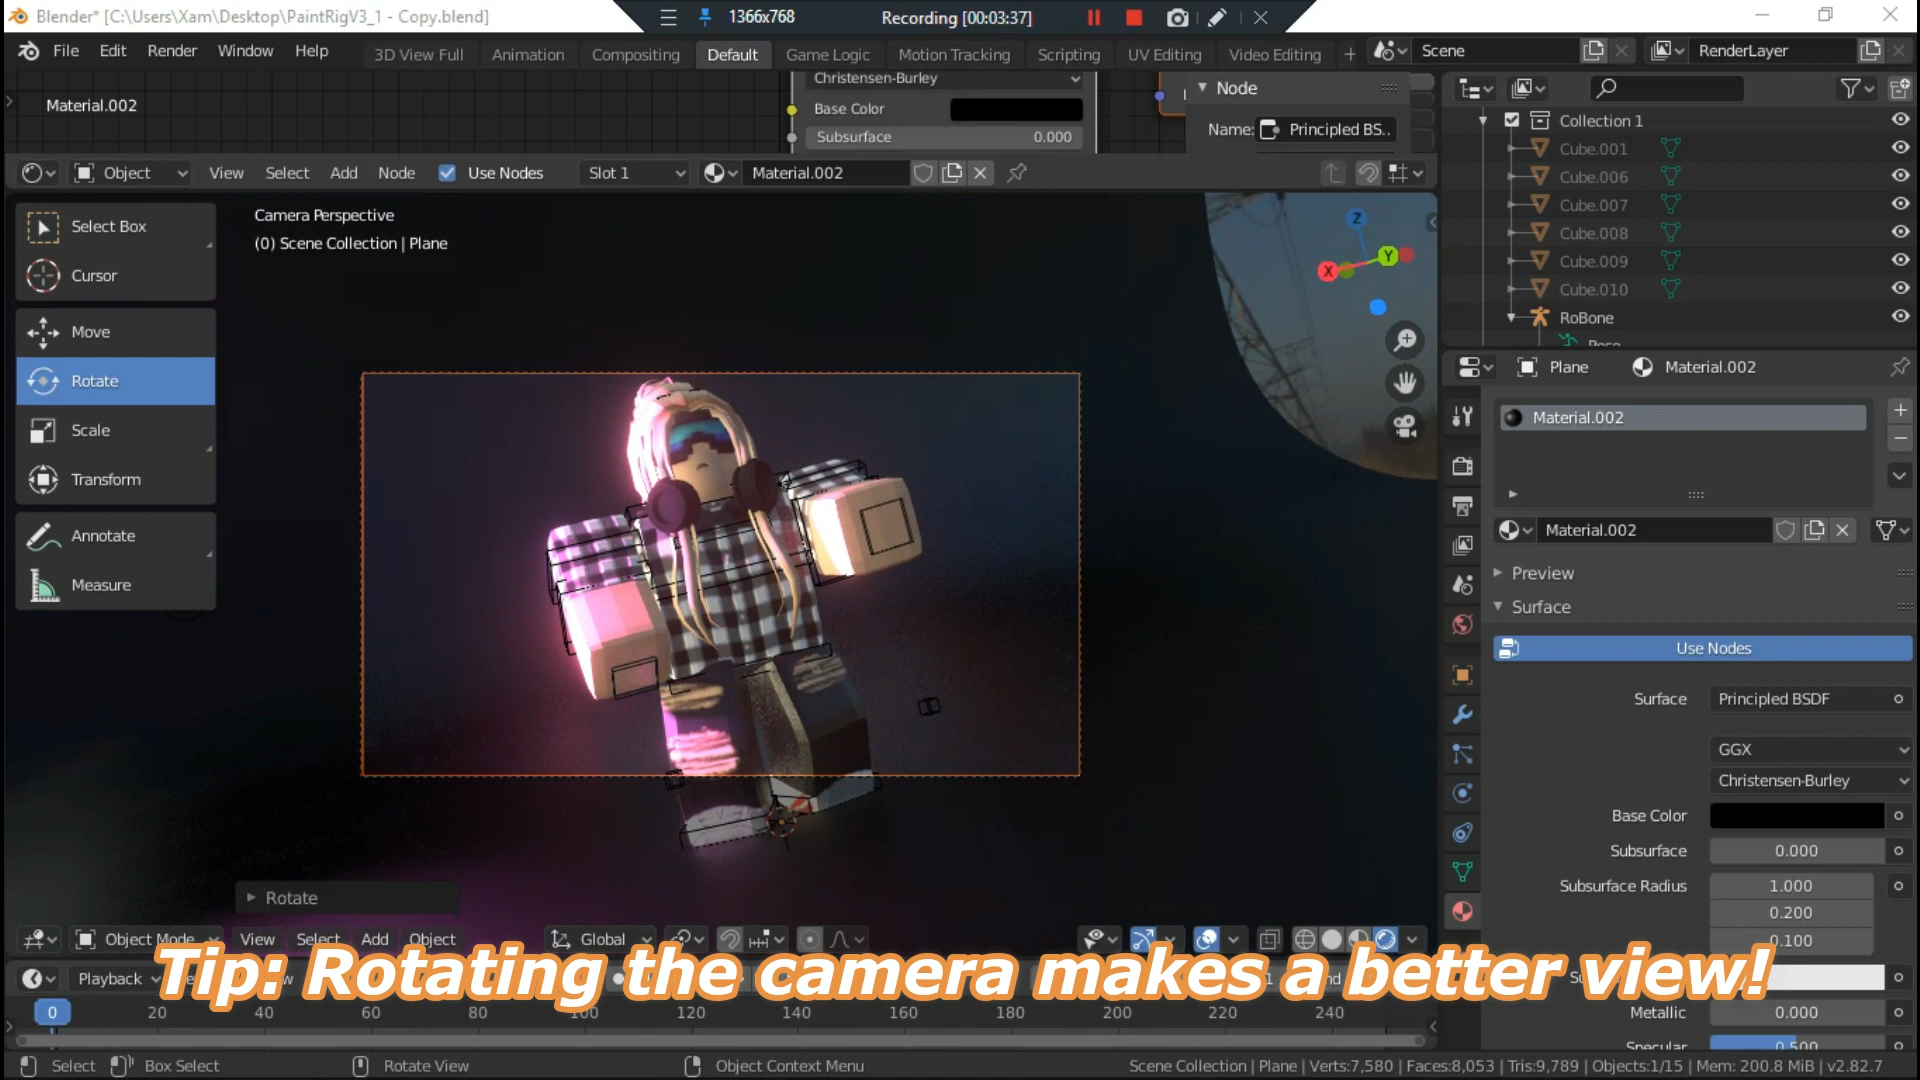 Blender* [C:\Users\Xam\Desktop\PaintRigV3_1 - Copy.blend]
1366x768
Recording [00:03:37]
File
Edit
Render
Window
Help
3D View Full
Animation
Compositing
Default
Game Logic
Motion Tracking
Scripting
UV Editing
Video Editing
Scene
RenderLayer
Material.002
Christensen-Burley
Base Color
Subsurface
0.000
Node
Name:
Principled BS..
Object
View
Select
Add
Node
Use Nodes
Slot 1
Material.002
Collection 1
Cube.001
Cube.006
Cube.007
Cube.008
Cube.009
Cube.010
RoBone
Pose
Select Box
Cursor
Move
Rotate
Scale
Transform
Annotate
Measure
Camera Perspective
(0) Scene Collection | Plane
Z
Y
X
Plane
Material.002
Material.002
Material.002
Preview
Surface
Use Nodes
Surface
Principled BSDF
GGX
Christensen-Burley
Base Color
Subsurface
0.000
Subsurface Radius
1.000
0.200
0.100
Metallic
0.000
Specular
0.500
Rotate
Object Mode
View
Select
Add
Object
Global
Tip: Rotating the camera makes a better view!
Playback
0
20
40
60
80
100
120
140
160
180
200
220
240
Select
Box Select
Rotate View
Object Context Menu
Scene Collection | Plane | Verts:7,580 | Faces:8,053 | Tris:9,789 | Objects:1/15 | Mem: 200.8 MiB | v2.82.7